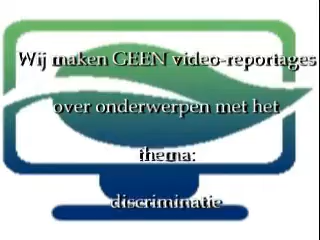 Wij maken GEEN video-reportages
over onderwerpen met het
thema:
discriminatie